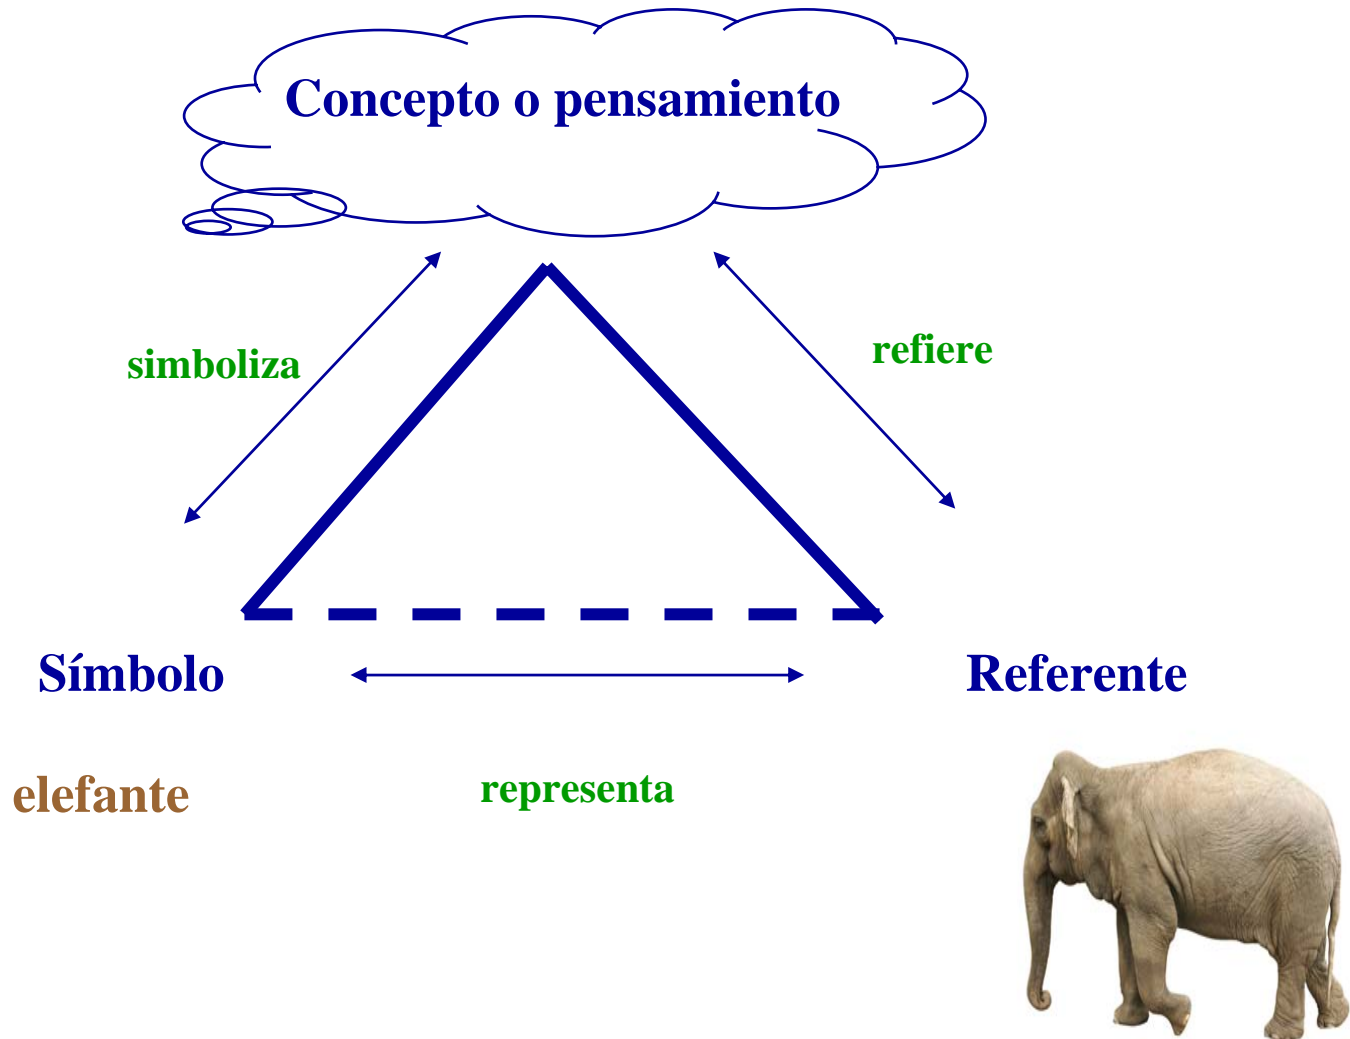 Concepto o pensamiento
simboliza
refiere
Símbolo
Referente
elefante
representa